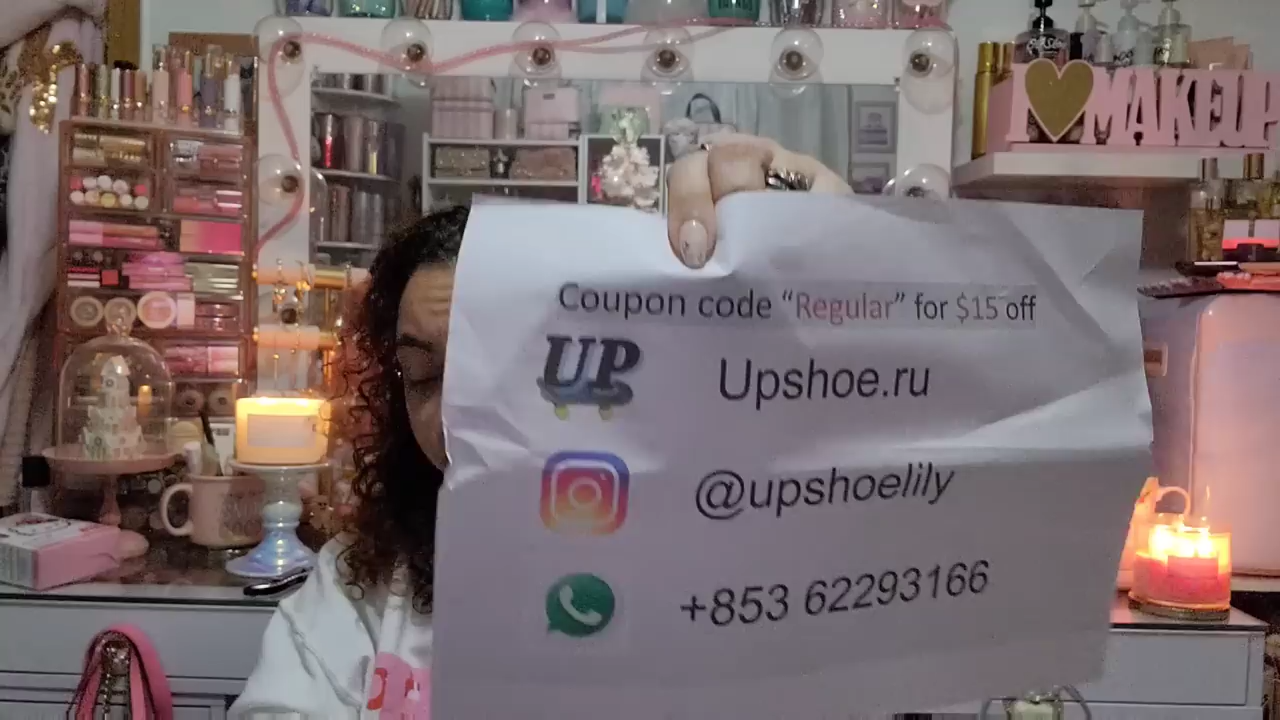 I MAKEUP
Coupon code “Regular” for $15 off
UP
Upshoe.ru
@upshoelily
+853 62293166